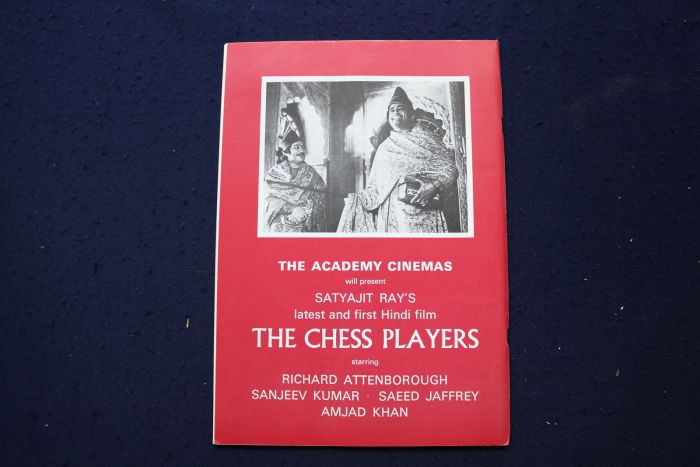 THE ACADEMY CINEMAS
will present
SATYAJIT RAY'S
latest and first Hindi film
THE CHESS PLAYERS
starring
RICHARD ATTENBOROUGH
SANJEEV KUMAR · SAEED JAFFREY
AMJAD KHAN